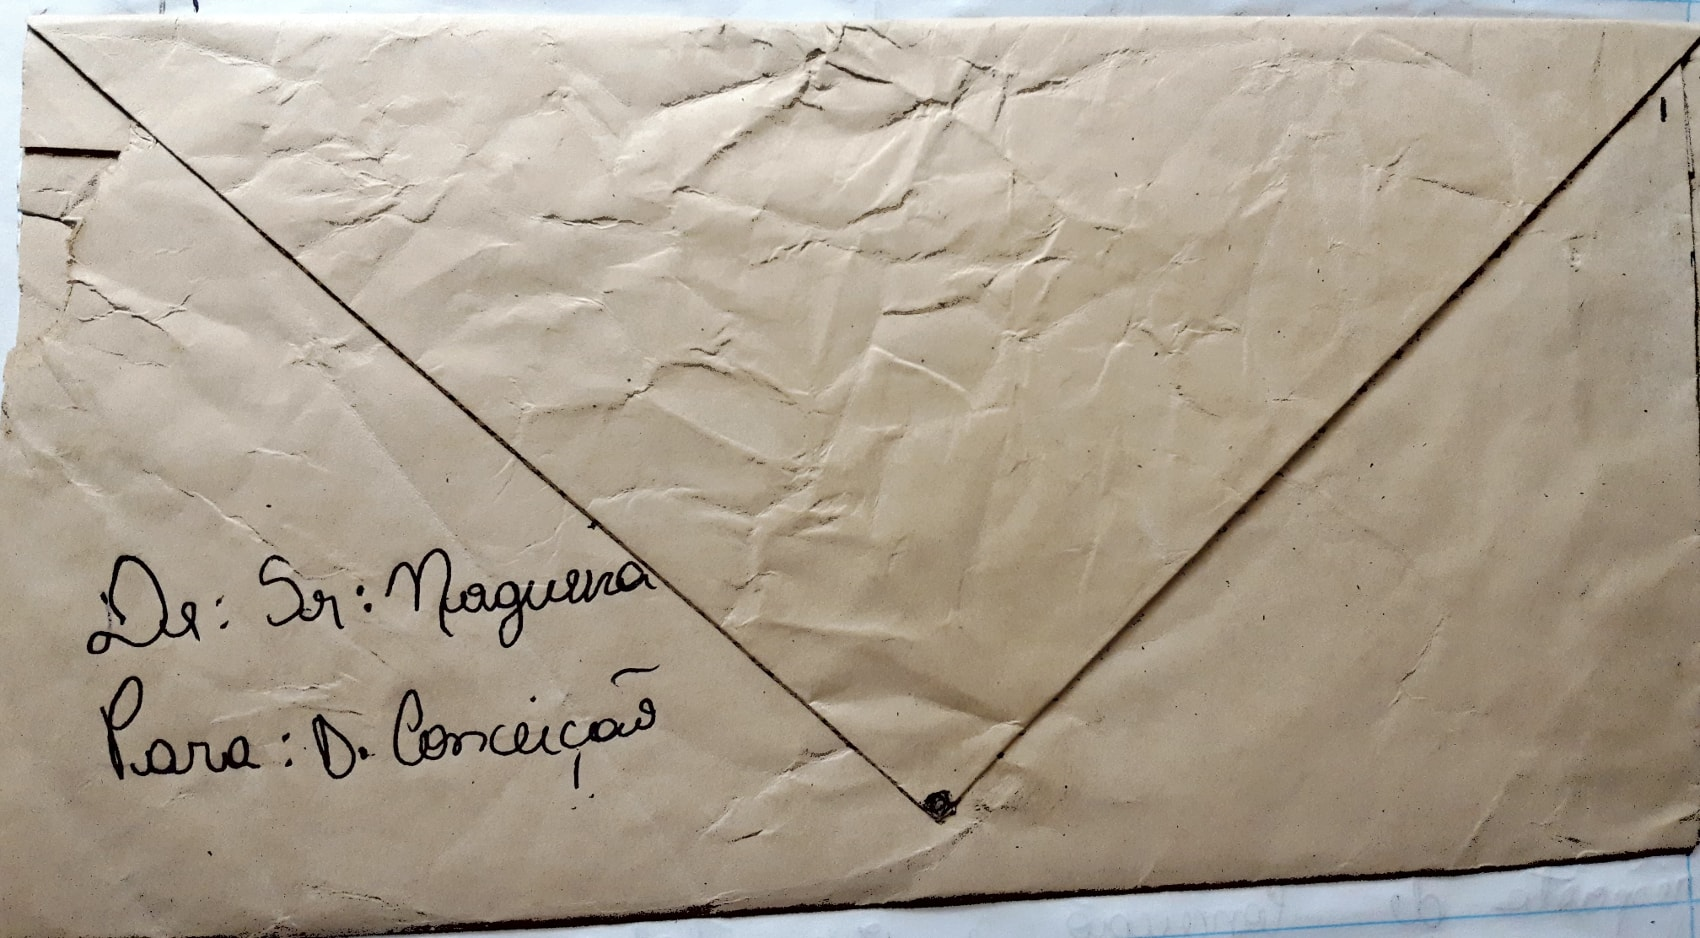 De: Sr: Nogueira
Para: D. Conceição